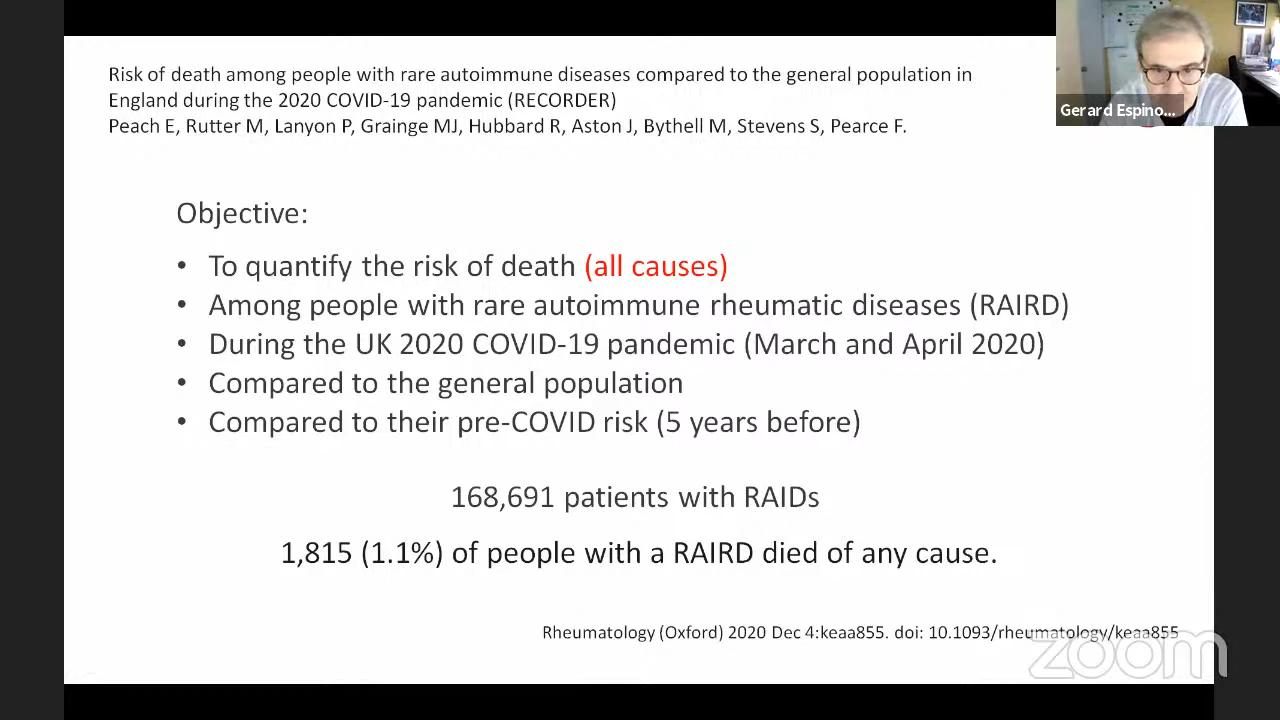 Risk of death among people with rare autoimmune diseases compared to the general population in
England during the 2020 COVID-19 pandemic (RECORDER)
Peach E, Rutter M, Lanyon P, Grainge MJ, Hubbard R, Aston J, Bythell M, Stevens S, Pearce F.
Gerard Espino...
Objective:
• To quantify the risk of death (all causes)
• Among people with rare autoimmune rheumatic diseases (RAIRD)
• During the UK 2020 COVID-19 pandemic (March and April 2020)
• Compared to the general population
• Compared to their pre-COVID risk (5 years before)
168,691 patients with RAIDs
1,815 (1.1%) of people with a RAIRD died of any cause.
Rheumatology (Oxford) 2020 Dec 4:keaa855. doi: 10.1093/rheumatology/keaa855
zoom